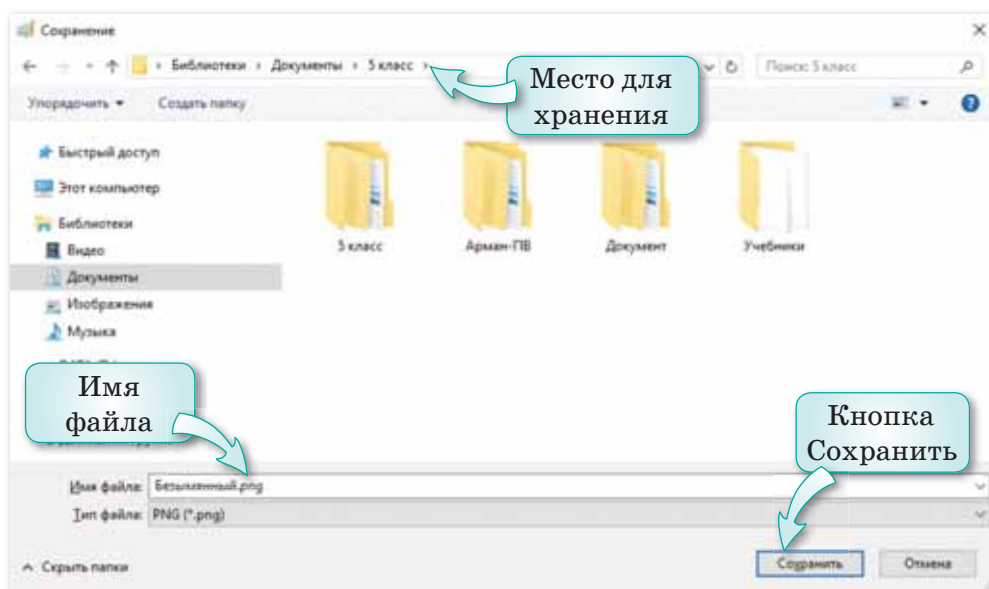 Сохранение
Библиотеки › Документы › 5 класс ›
Поиск: 5 класс
Место для
хранения
Упорядочить
Создать папку
Быстрый доступ
Этот компьютер
Библиотеки
Видео
Документы
Изображения
Музыка
5 класс
Арман-ПВ
Документ
Учебники
Имя
файла
Кнопка
Сохранить
Имя файла: Безымянный.png
Тип файла: PNG (*.png)
Скрыть папки
Сохранить
Отмена